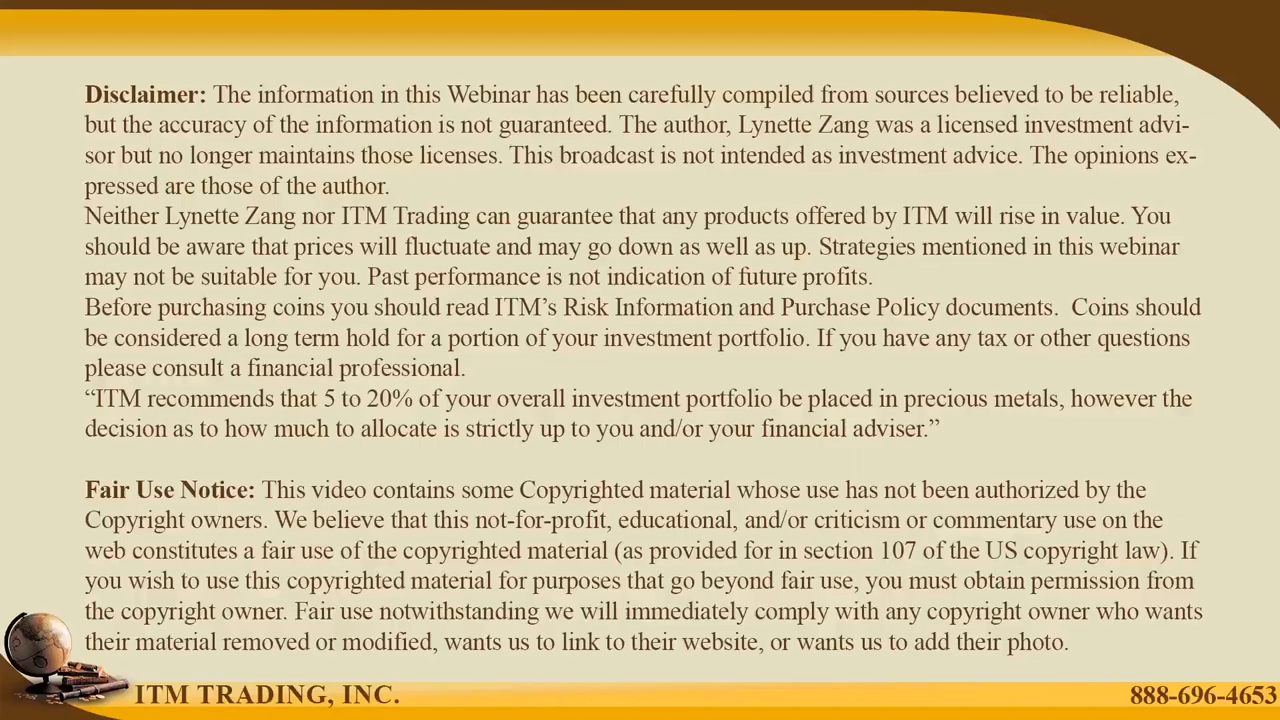 Disclaimer: The information in this Webinar has been carefully compiled from sources believed to be reliable,
but the accuracy of the information is not guaranteed. The author, Lynette Zang was a licensed investment advi-
sor but no longer maintains those licenses. This broadcast is not intended as investment advice. The opinions ex-
pressed are those of the author.
Neither Lynette Zang nor ITM Trading can guarantee that any products offered by ITM will rise in value. You
should be aware that prices will fluctuate and may go down as well as up. Strategies mentioned in this webinar
may not be suitable for you. Past performance is not indication of future profits.
Before purchasing coins you should read ITM’s Risk Information and Purchase Policy documents.  Coins should
be considered a long term hold for a portion of your investment portfolio. If you have any tax or other questions
please consult a financial professional.
“ITM recommends that 5 to 20% of your overall investment portfolio be placed in precious metals, however the
decision as to how much to allocate is strictly up to you and/or your financial adviser.”
Fair Use Notice: This video contains some Copyrighted material whose use has not been authorized by the
Copyright owners. We believe that this not-for-profit, educational, and/or criticism or commentary use on the
web constitutes a fair use of the copyrighted material (as provided for in section 107 of the US copyright law). If
you wish to use this copyrighted material for purposes that go beyond fair use, you must obtain permission from
the copyright owner. Fair use notwithstanding we will immediately comply with any copyright owner who wants
their material removed or modified, wants us to link to their website, or wants us to add their photo.
ITM TRADING, INC.
888-696-4653